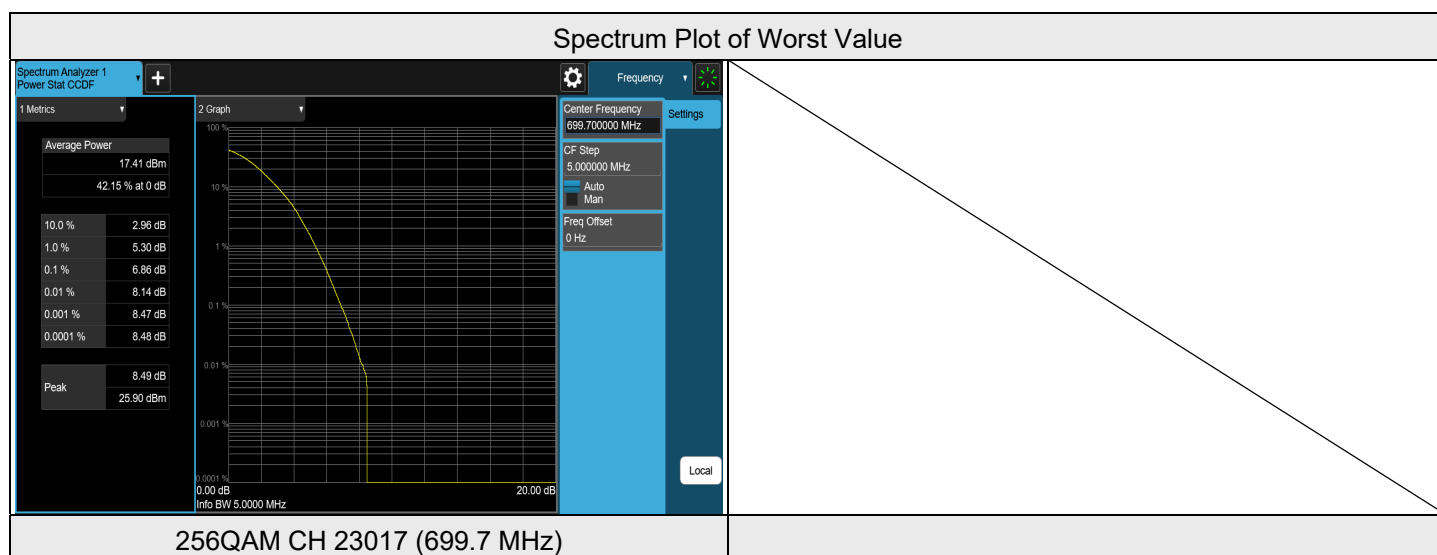 Spectrum Plot of Worst Value
Spectrum Analyzer 1
Power Stat CCDF
+
Frequency
1 Metrics
2 Graph
Center Frequency
699.700000 MHz
Settings
CF Step
5.000000 MHz
Auto
Man
Freq Offset
0 Hz
Average Power
17.41 dBm
42.15 % at 0 dB
10.0 % 2.96 dB
1.0 % 5.30 dB
0.1 % 6.86 dB
0.01 % 8.14 dB
0.001 % 8.47 dB
0.0001 % 8.48 dB
Peak
8.49 dB
25.90 dBm
100 %
10 %
1 %
0.1 %
0.01 %
0.001 %
0.0001 %
0.00 dB 20.00 dB
Info BW 5.0000 MHz
Local
256QAM CH 23017 (699.7 MHz)